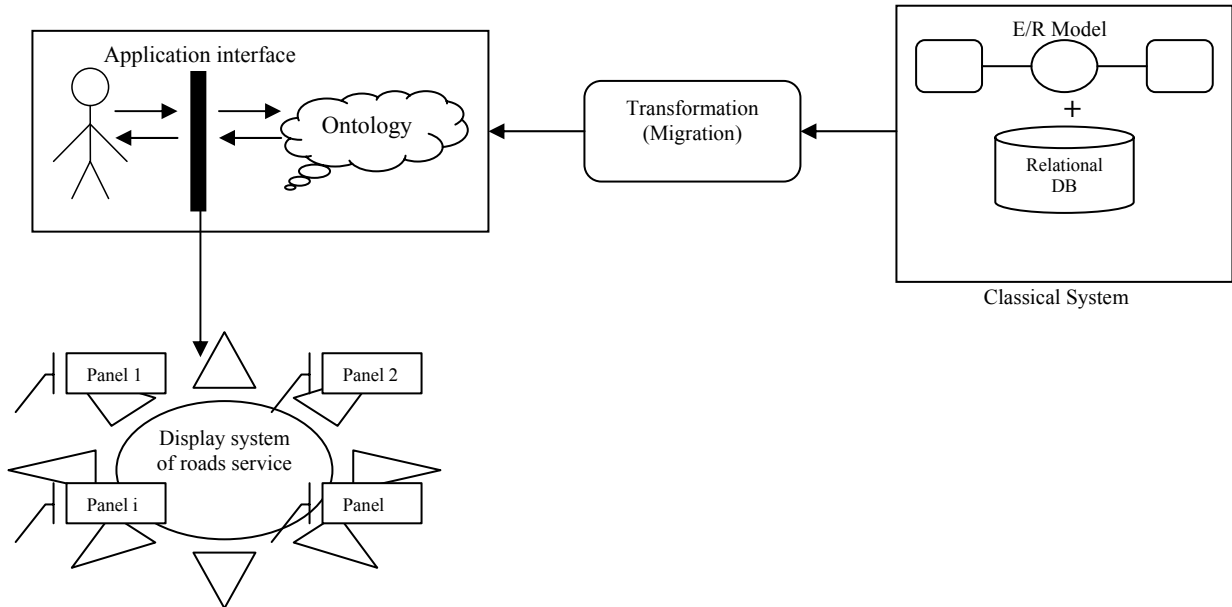 Application interface
Ontology
Transformation
(Migration)
E/R Model
+
Relational
DB
Classical System
Panel 1
Panel 2
Display system
of roads service
Panel i
Panel